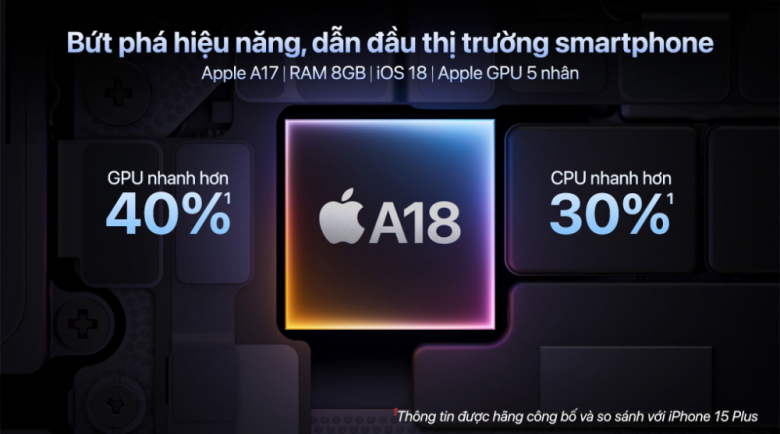 Bứt phá hiệu năng, dẫn đầu thị trường smartphone
Apple A17 | RAM 8GB | iOS 18 | Apple GPU 5 nhân
GPU nhanh hơn
40%¹
A18
CPU nhanh hơn
30%¹
¹Thông tin được hãng công bố và so sánh với iPhone 15 Plus